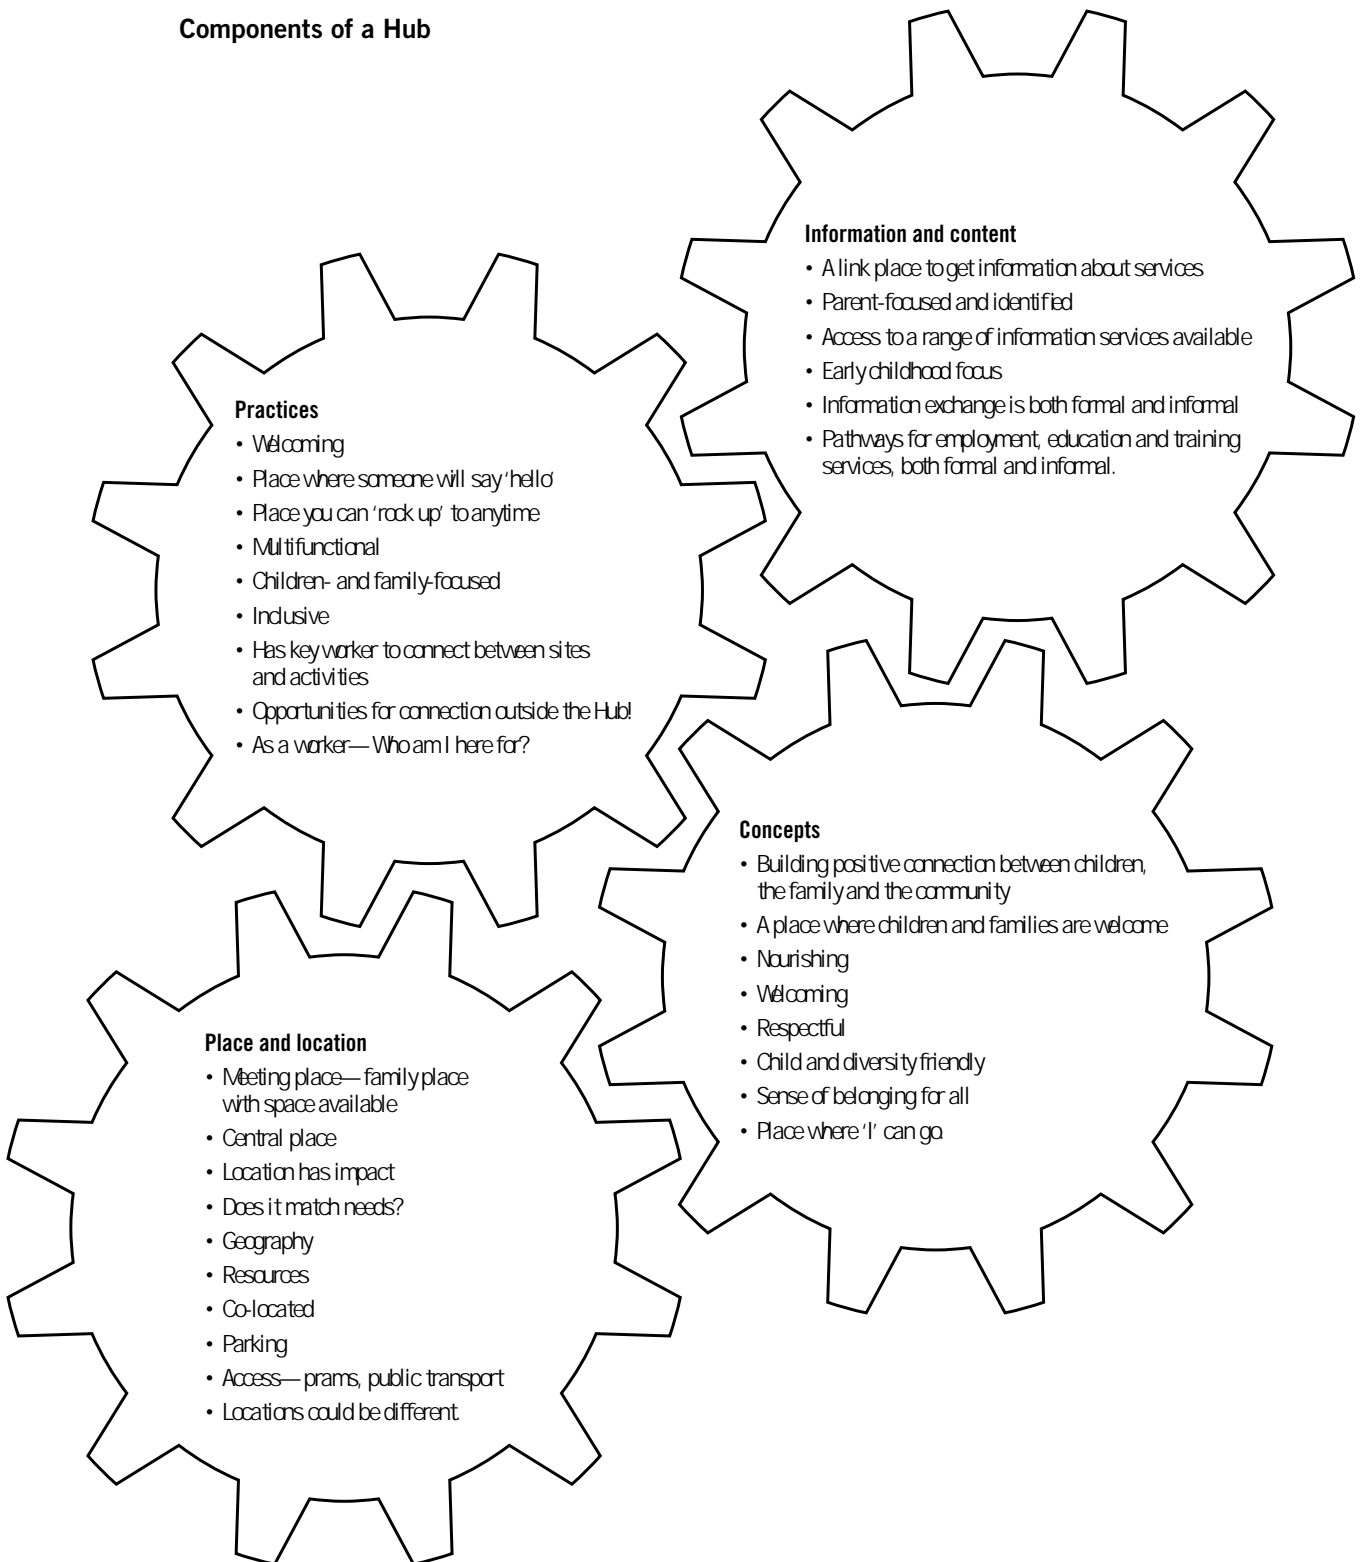 Components of a Hub
Information and content
• A link place to get information about services
• Parent-focused and identified
• Access to a range of information services available
• Early childhood focus
• Information exchange is both formal and informal
• Pathways for employment, education and training
services, both formal and informal.
Practices
• Welcoming
• Place where someone will say ‘hello’
• Place you can ‘rock up’ to anytime
• Multifunctional
• Children- and family-focused
• Inclusive
• Has key worker to connect between sites
and activities
• Opportunities for connection outside the Hub!
• As a worker—Who am I here for?
Concepts
• Building positive connection between children,
the family and the community
• A place where children and families are welcome
• Nourishing
• Welcoming
• Respectful
• Child and diversity friendly
• Sense of belonging for all
• Place where ‘I’ can go.
Place and location
• Meeting place—family place
with space available
• Central place
• Location has impact
• Does it match needs?
• Geography
• Resources
• Co-located
• Parking
• Access—prams, public transport
• Locations could be different.